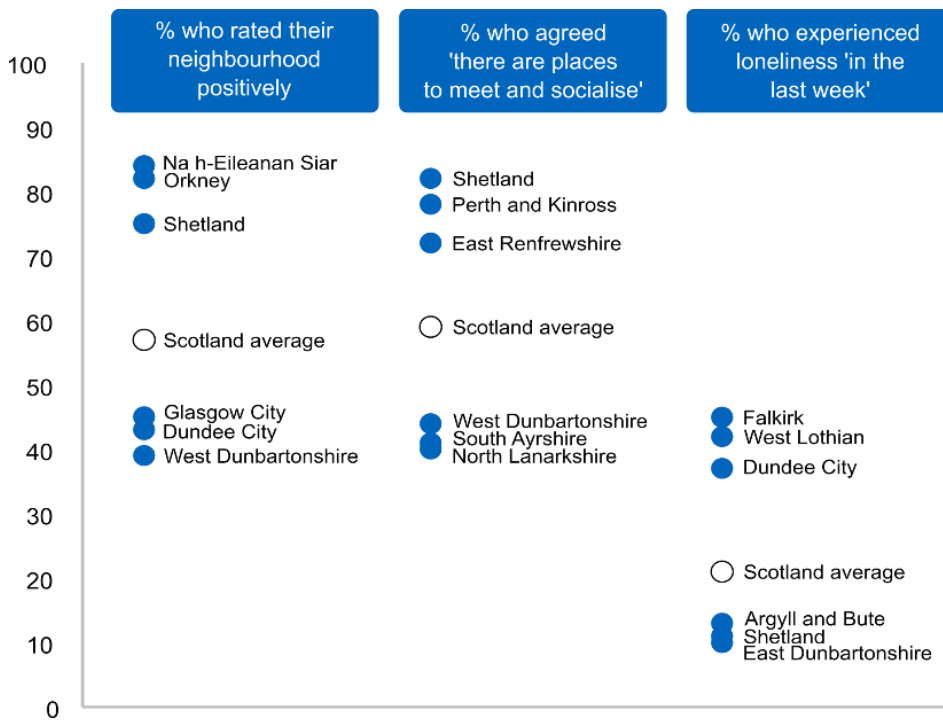 % who rated their
neighbourhood
positively
% who agreed
'there are places
to meet and socialise'
% who experienced
loneliness 'in the
last week'
100
90
80
70
60
50
40
30
20
10
0
Na h-Eileanan Siar
Orkney
Shetland
Scotland average
Glasgow City
Dundee City
West Dunbartonshire
Shetland
Perth and Kinross
East Renfrewshire
Scotland average
West Dunbartonshire
South Ayrshire
North Lanarkshire
Falkirk
West Lothian
Dundee City
Scotland average
Argyll and Bute
Shetland
East Dunbartonshire